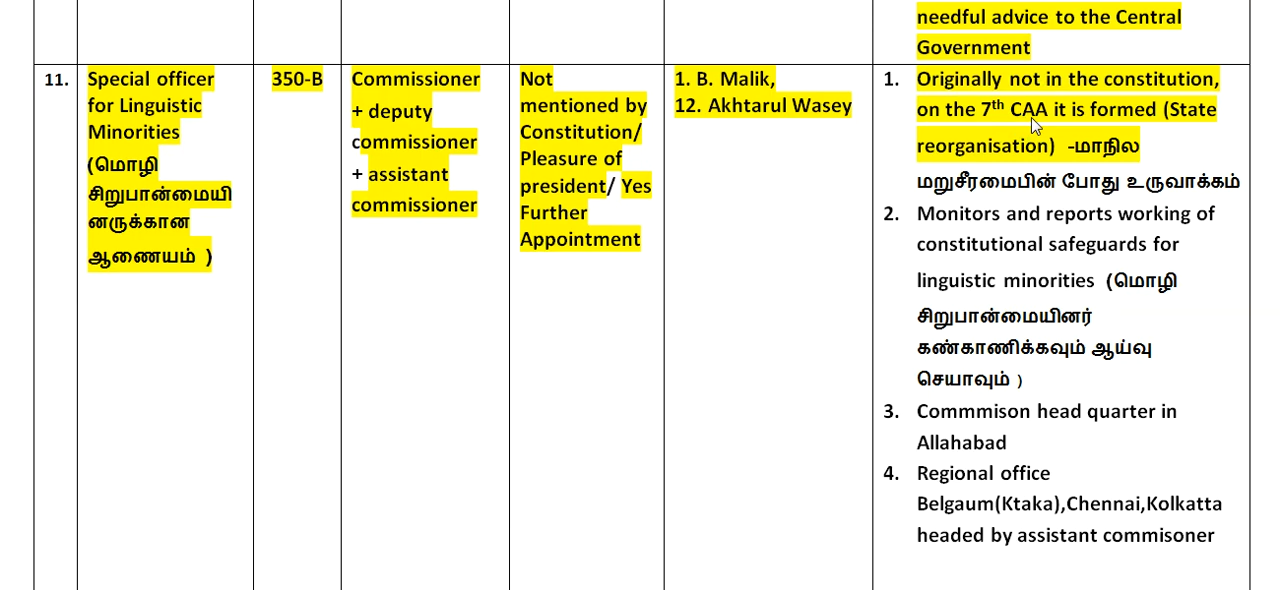 needful advice to the Central
Government
11.
Special officer
for Linguistic
Minorities
(மொழி
சிறுபான்மையி
னருக்கான
ஆணையம் )
350-B
Commissioner
+ deputy
commissioner
+ assistant
commissioner
Not
mentioned by
Constitution/
Pleasure of
president/ Yes
Further
Appointment
1. B. Malik,
12. Akhtarul Wasey
1. Originally not in the constitution,
on the 7th CAA it is formed (State
reorganisation) -மாநில
மறுசீரமைபின் போது உருவாக்கம்
2. Monitors and reports working of
constitutional safeguards for
linguistic minorities (மொழி
சிறுபான்மையினர்
கண்காணிக்கவும் ஆய்வு
செயாவும் )
3. Commmison head quarter in
Allahabad
4. Regional office
Belgaum(Ktaka),Chennai,Kolkatta
headed by assistant commisoner